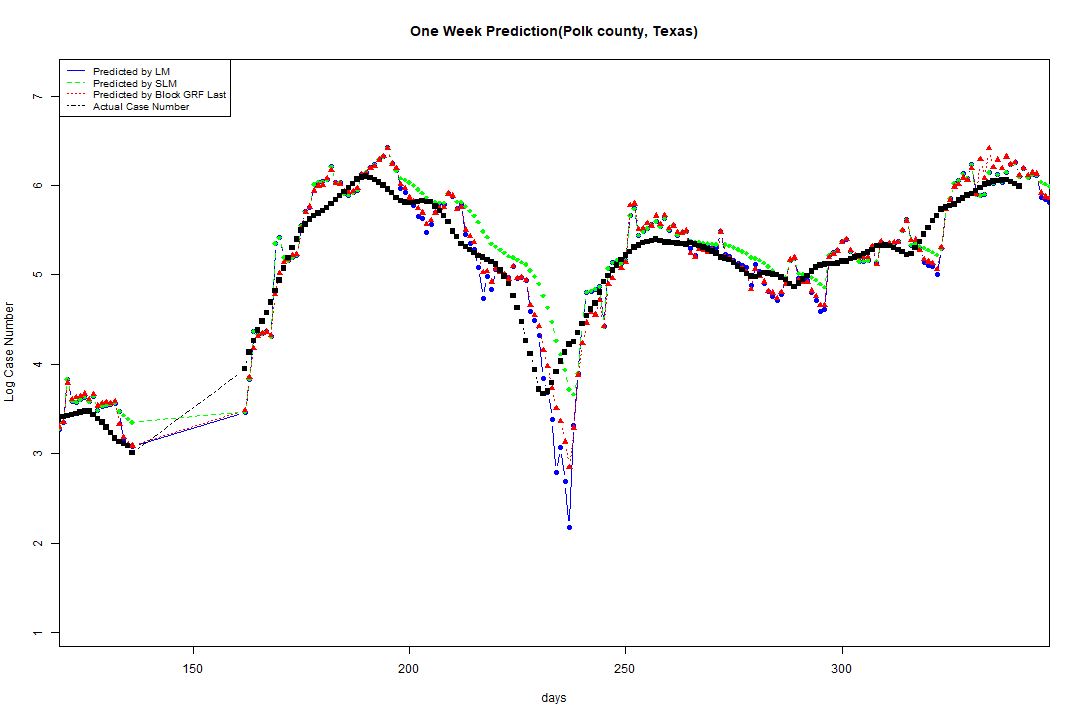 One Week Prediction(Polk county, Texas)
Predicted by LM
Predicted by SLM
Predicted by Block GRF Last
Actual Case Number
7
6
5
4
3
2
1
Log Case Number
150 200 250 300
days